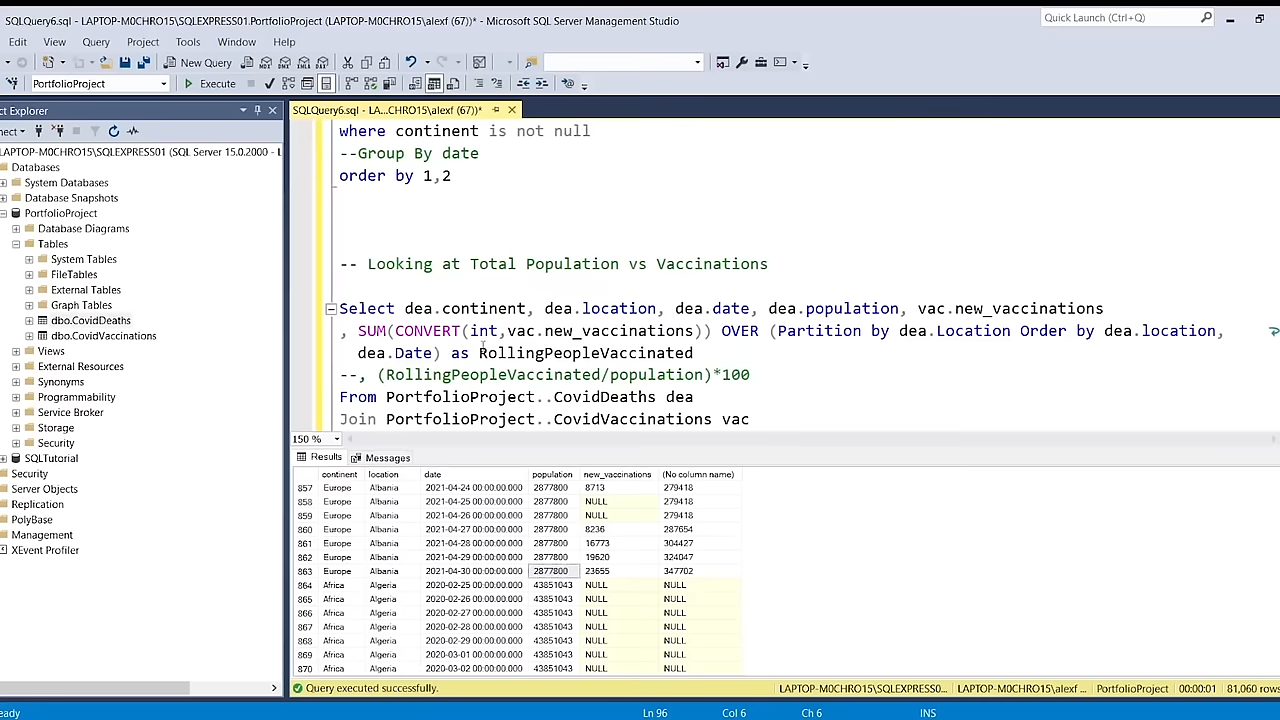 SQLQuery6.sql - LAPTOP-M0CHRO15\SQLEXPRESS01.PortfolioProject (LAPTOP-M0CHRO15\alexf (67))* - Microsoft SQL Server Management Studio
Quick Launch (Ctrl+Q)
Edit View Query Project Tools Window Help
New Query
PortfolioProject Execute
ct Explorer
SQLQuery6.sql - LA...CHRO15\alexf (67))*
nect
LAPTOP-M0CHRO15\SQLEXPRESS01 (SQL Server 15.0.2000 - L
Databases
System Databases
Database Snapshots
PortfolioProject
Database Diagrams
Tables
System Tables
FileTables
External Tables
Graph Tables
dbo.CovidDeaths
dbo.CovidVaccinations
Views
External Resources
Synonyms
Programmability
Service Broker
Storage
Security
SQLTutorial
Security
Server Objects
Replication
PolyBase
Management
XEvent Profiler
where continent is not null
--Group By date
order by 1,2
-- Looking at Total Population vs Vaccinations
Select dea.continent, dea.location, dea.date, dea.population, vac.new_vaccinations
, SUM(CONVERT(int,vac.new_vaccinations)) OVER (Partition by dea.Location Order by dea.location,
dea.Date) as RollingPeopleVaccinated
--, (RollingPeopleVaccinated/population)*100
From PortfolioProject..CovidDeaths dea
Join PortfolioProject..CovidVaccinations vac
150 %
Results Messages
continent location date population new_vaccinations (No column name)
857 Europe Albania 2021-04-24 00:00:00.000 2877800 8713 279418
858 Europe Albania 2021-04-25 00:00:00.000 2877800 NULL 279418
859 Europe Albania 2021-04-26 00:00:00.000 2877800 NULL 279418
860 Europe Albania 2021-04-27 00:00:00.000 2877800 8236 287654
861 Europe Albania 2021-04-28 00:00:00.000 2877800 16773 304427
862 Europe Albania 2021-04-29 00:00:00.000 2877800 19620 324047
863 Europe Albania 2021-04-30 00:00:00.000 2877800 23655 347702
864 Africa Algeria 2020-02-25 00:00:00.000 43851043 NULL NULL
865 Africa Algeria 2020-02-26 00:00:00.000 43851043 NULL NULL
866 Africa Algeria 2020-02-27 00:00:00.000 43851043 NULL NULL
867 Africa Algeria 2020-02-28 00:00:00.000 43851043 NULL NULL
868 Africa Algeria 2020-02-29 00:00:00.000 43851043 NULL NULL
869 Africa Algeria 2020-03-01 00:00:00.000 43851043 NULL NULL
870 Africa Algeria 2020-03-02 00:00:00.000 43851043 NULL NULL
Query executed successfully. LAPTOP-M0CHRO15\SQLEXPRESS0... LAPTOP-M0CHRO15\alexf ... PortfolioProject 00:00:01 81,060 rows
eady Ln 96 Col 6 Ch 6 INS